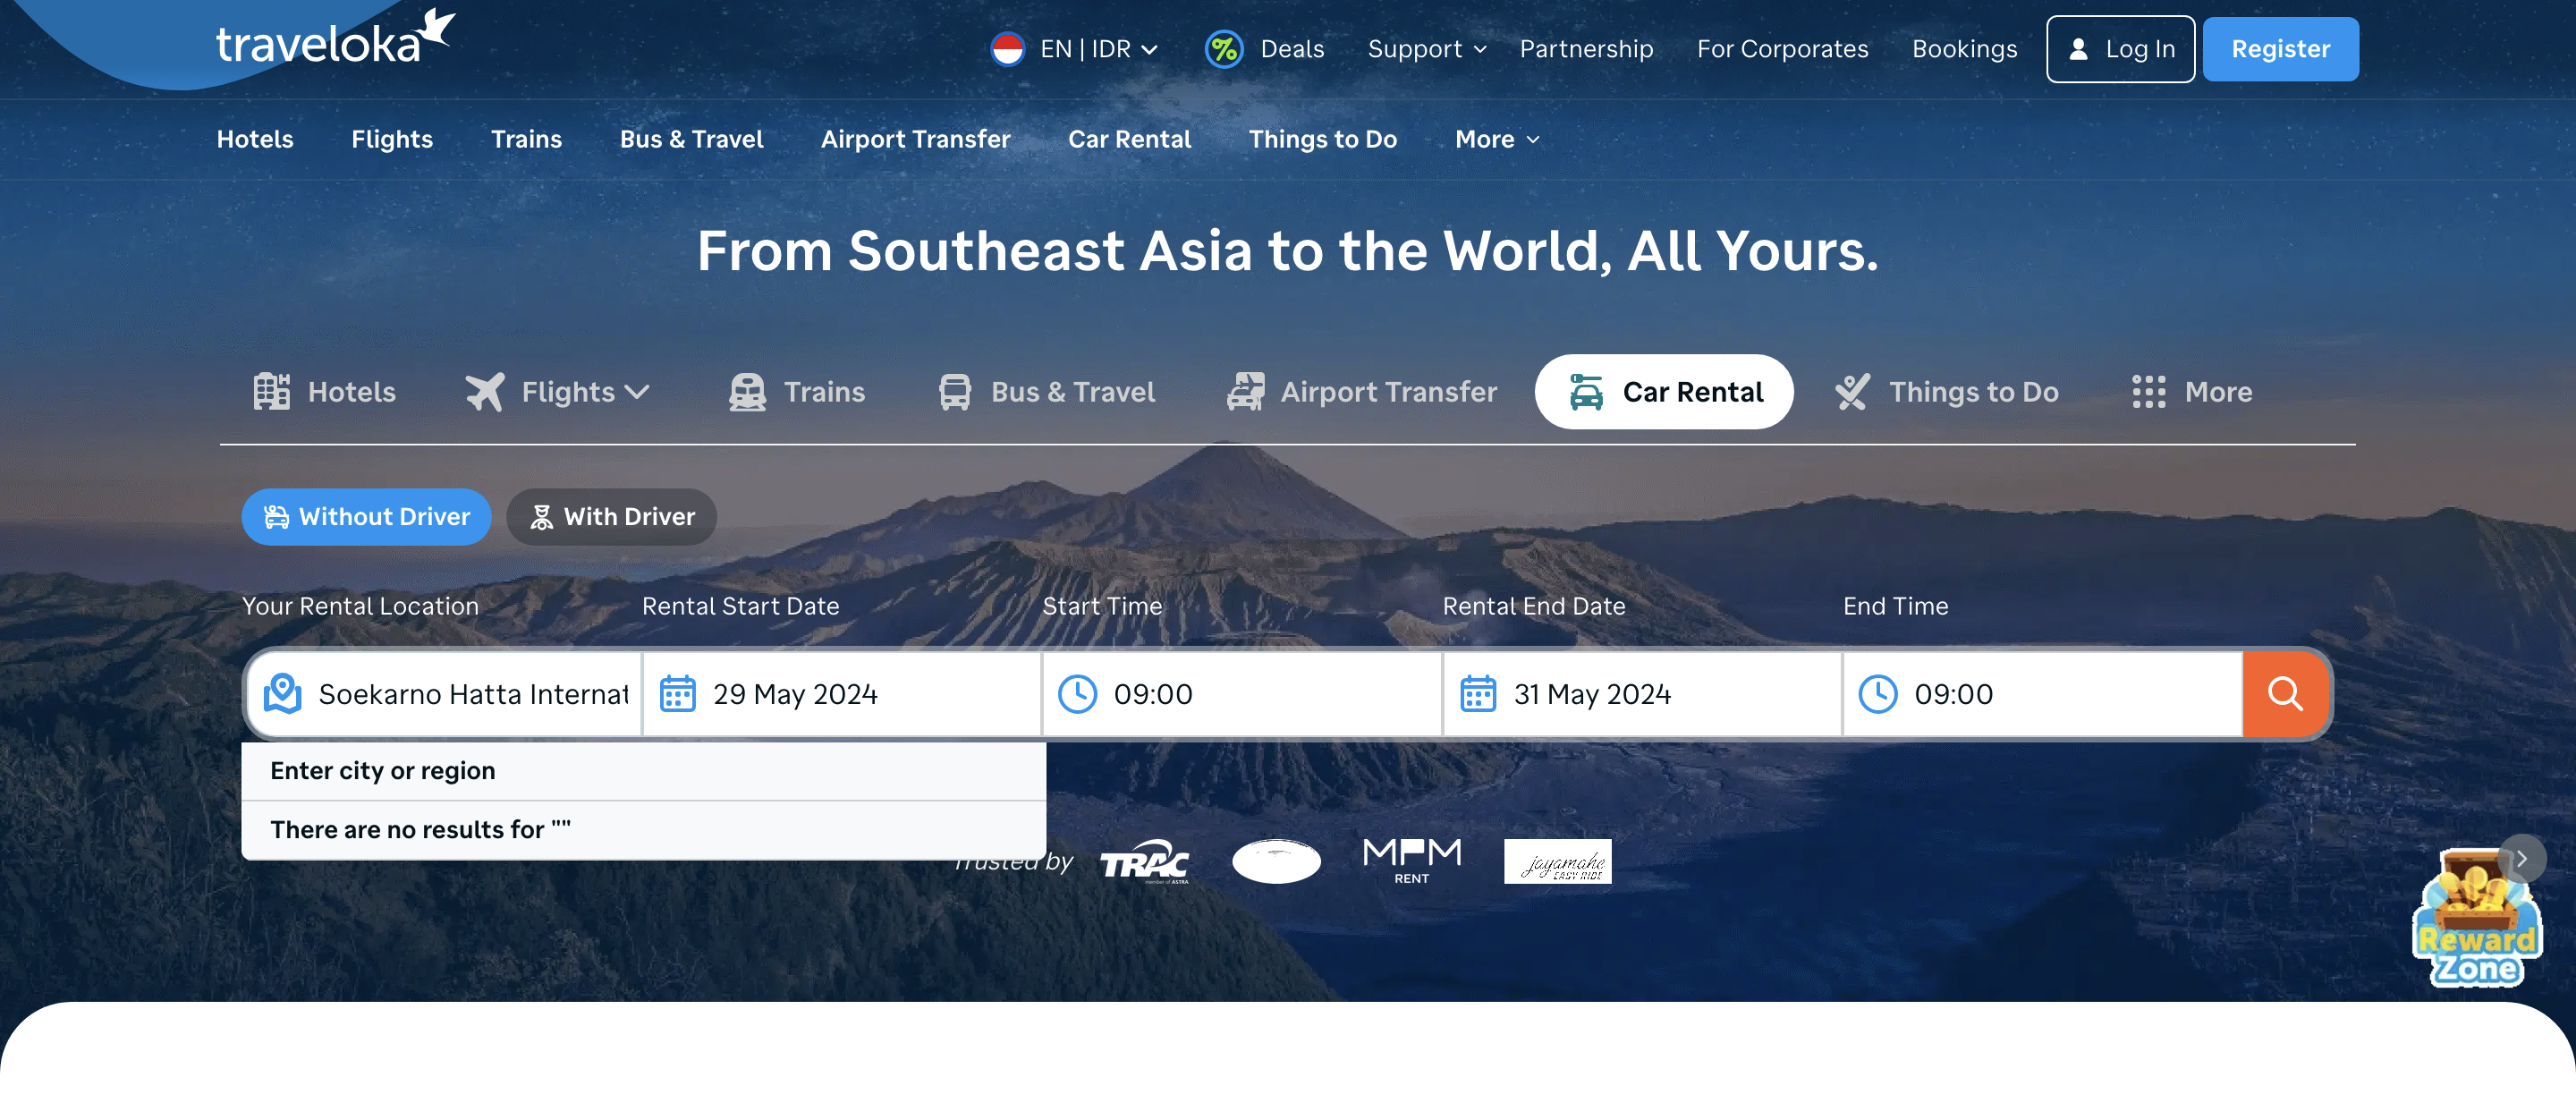 traveloka
EN | IDR
Deals
Support
Partnership
For Corporates
Bookings
Log In
Register
Hotels
Flights
Trains
Bus & Travel
Airport Transfer
Car Rental
Things to Do
More
From Southeast Asia to the World, All Yours.
Hotels
Flights
Trains
Bus & Travel
Airport Transfer
Car Rental
Things to Do
More
Without Driver
With Driver
Your Rental Location
Rental Start Date
Start Time
Rental End Date
End Time
Soekarno Hatta Internat
29 May 2024
09:00
31 May 2024
09:00
Enter city or region
There are no results for ""
Trusted by
TRAC
member of ASTRA
MPM
RENT
jayamahe
EASY RIDE
Reward
Zone